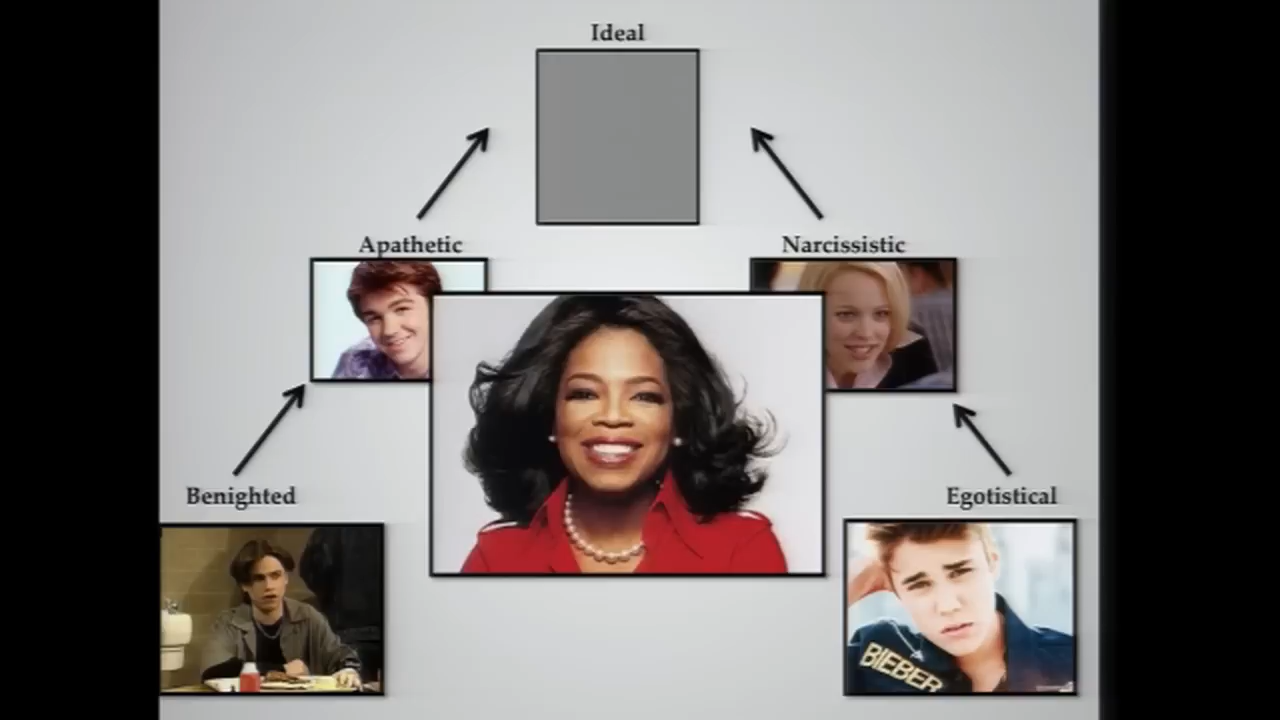 Ideal
Apathetic
Narcissistic
Benighted
Egotistical
BIEBER